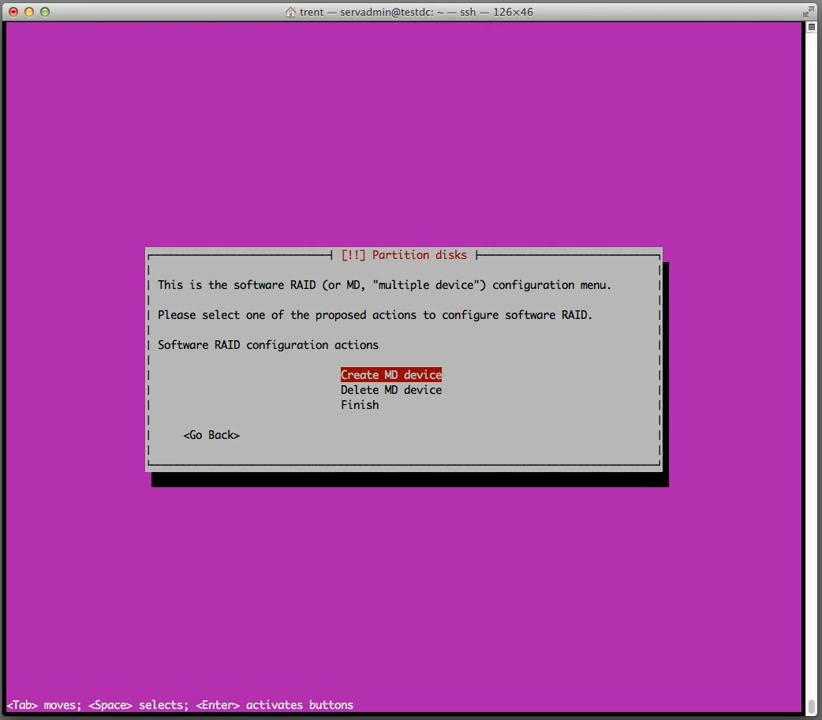 trent — servadmin@testdc: ~ — ssh — 126×46
[!!] Partition disks
This is the software RAID (or MD, "multiple device") configuration menu.
Please select one of the proposed actions to configure software RAID.
Software RAID configuration actions
Create MD device
Delete MD device
Finish
<Go Back>
<Tab> moves; <Space> selects; <Enter> activates buttons